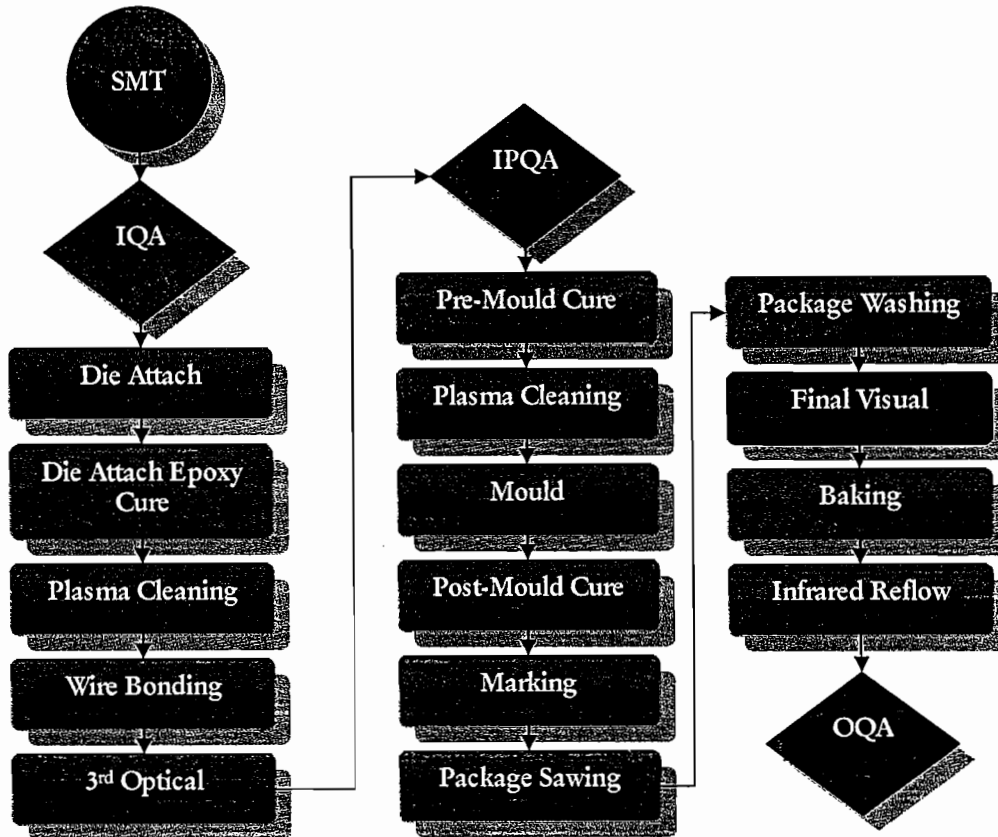 SMT
IQA
Die Attach
Die Attach Epoxy
Cure
Plasma Cleaning
Wire Bonding
3rd Optical
IPQA
Pre-Mould Cure
Plasma Cleaning
Mould
Post-Mould Cure
Marking
Package Sawing
Package Washing
Final Visual
Baking
Infrared Reflow
OQA